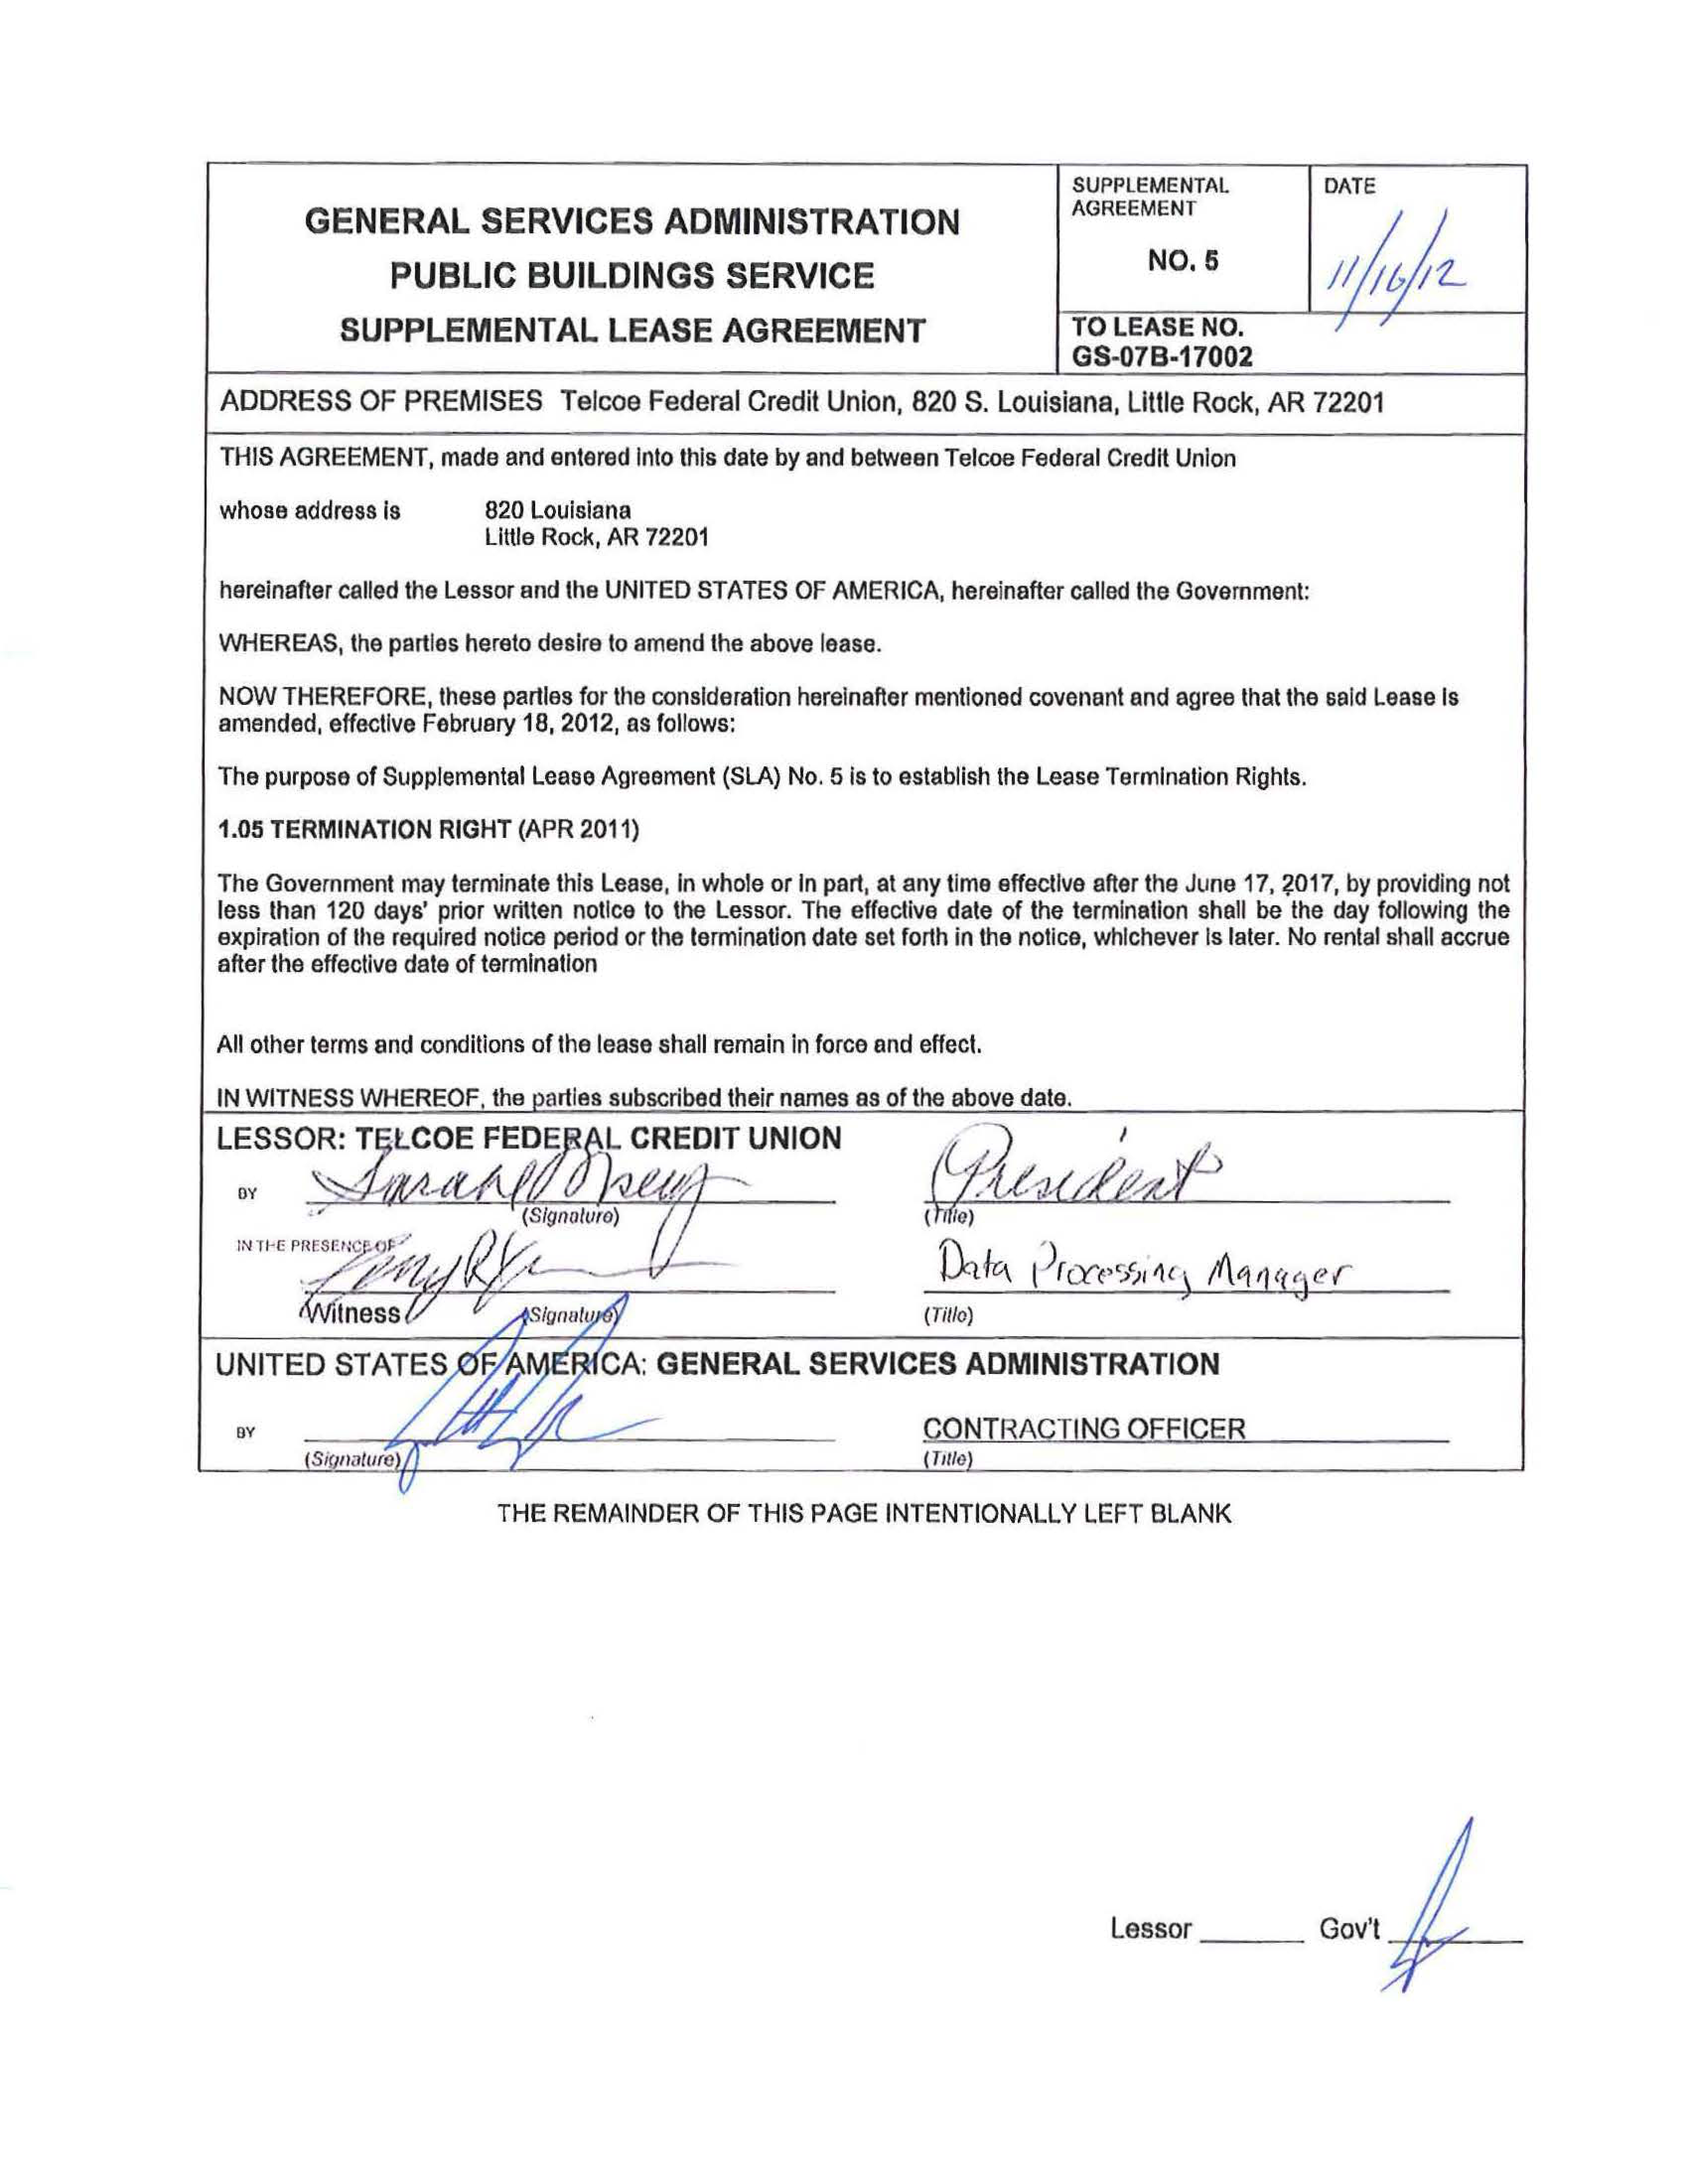 GENERAL SERVICES ADMINISTRATION
PUBLIC BUILDINGS SERVICE
SUPPLEMENTAL LEASE AGREEMENT
SUPPLEMENTAL
AGREEMENT
NO. 5
DATE
11/16/12
TO LEASE NO.
GS-07B-17002
ADDRESS OF PREMISES Telcoe Federal Credit Union, 820 S. Louisiana, Little Rock, AR 72201
THIS AGREEMENT, made and entered into this date by and between Telcoe Federal Credit Union
whose address is 820 Louisiana
Little Rock, AR 72201
hereinafter called the Lessor and the UNITED STATES OF AMERICA, hereinafter called the Government:
WHEREAS, the parties hereto desire to amend the above lease.
NOW THEREFORE, these parties for the consideration hereinafter mentioned covenant and agree that the said Lease is
amended, effective February 18, 2012, as follows:
The purpose of Supplemental Lease Agreement (SLA) No. 5 is to establish the Lease Termination Rights.
1.05 TERMINATION RIGHT (APR 2011)
The Government may terminate this Lease, in whole or in part, at any time effective after the June 17, 2017, by providing not
less than 120 days' prior written notice to the Lessor. The effective date of the termination shall be the day following the
expiration of the required notice period or the termination date set forth in the notice, whichever is later. No rental shall accrue
after the effective date of termination
All other terms and conditions of the lease shall remain in force and effect.
IN WITNESS WHEREOF, the parties subscribed their names as of the above date.
LESSOR: TELCOE FEDERAL CREDIT UNION
BY President
(Signature) (Title)
IN THE PRESENCE OF Data Processing Manager
Witness (Signature) (Title)
UNITED STATES OF AMERICA: GENERAL SERVICES ADMINISTRATION
BY CONTRACTING OFFICER
(Signature) (Title)
THE REMAINDER OF THIS PAGE INTENTIONALLY LEFT BLANK
Lessor Gov't